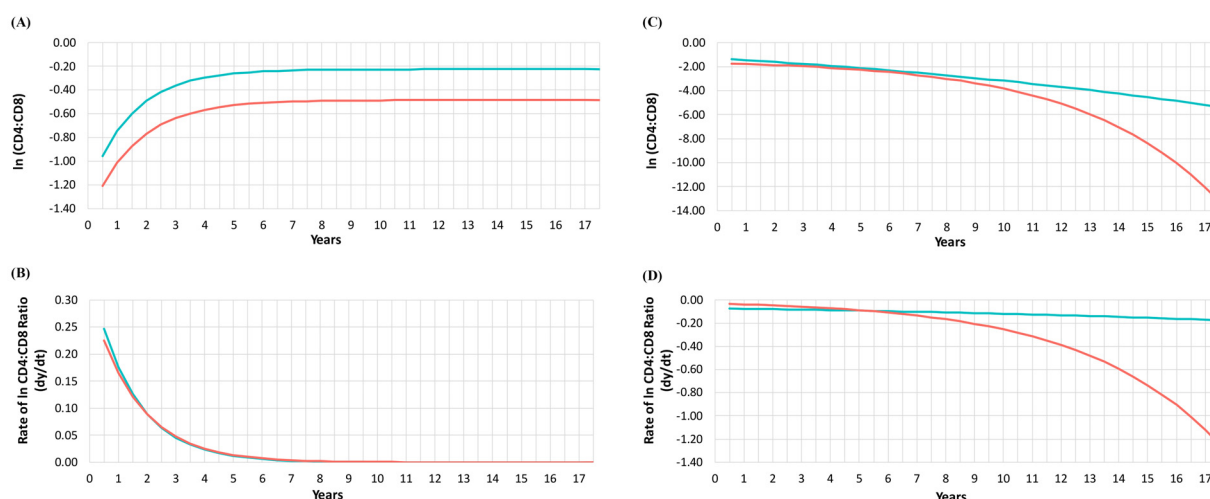 (A)
0.00
-0.20
-0.40
-0.60
-0.80
-1.00
-1.20
-1.40
ln (CD4:CD8)
0 1 2 3 4 5 6 7 8 9 10 11 12 13 14 15 16 17
Years
(B)
0.30
0.25
0.20
0.15
0.10
0.05
0.00
Rate of ln CD4:CD8 Ratio
(dy/dt)
0 1 2 3 4 5 6 7 8 9 10 11 12 13 14 15 16 17
Years
(C)
0.00
-2.00
-4.00
-6.00
-8.00
-10.00
-12.00
-14.00
ln (CD4:CD8)
0 1 2 3 4 5 6 7 8 9 10 11 12 13 14 15 16 17
Years
(D)
0.00
-0.20
-0.40
-0.60
-0.80
-1.00
-1.20
-1.40
Rate of ln CD4:CD8 Ratio
(dy/dt)
0 1 2 3 4 5 6 7 8 9 10 11 12 13 14 15 16 17
Years